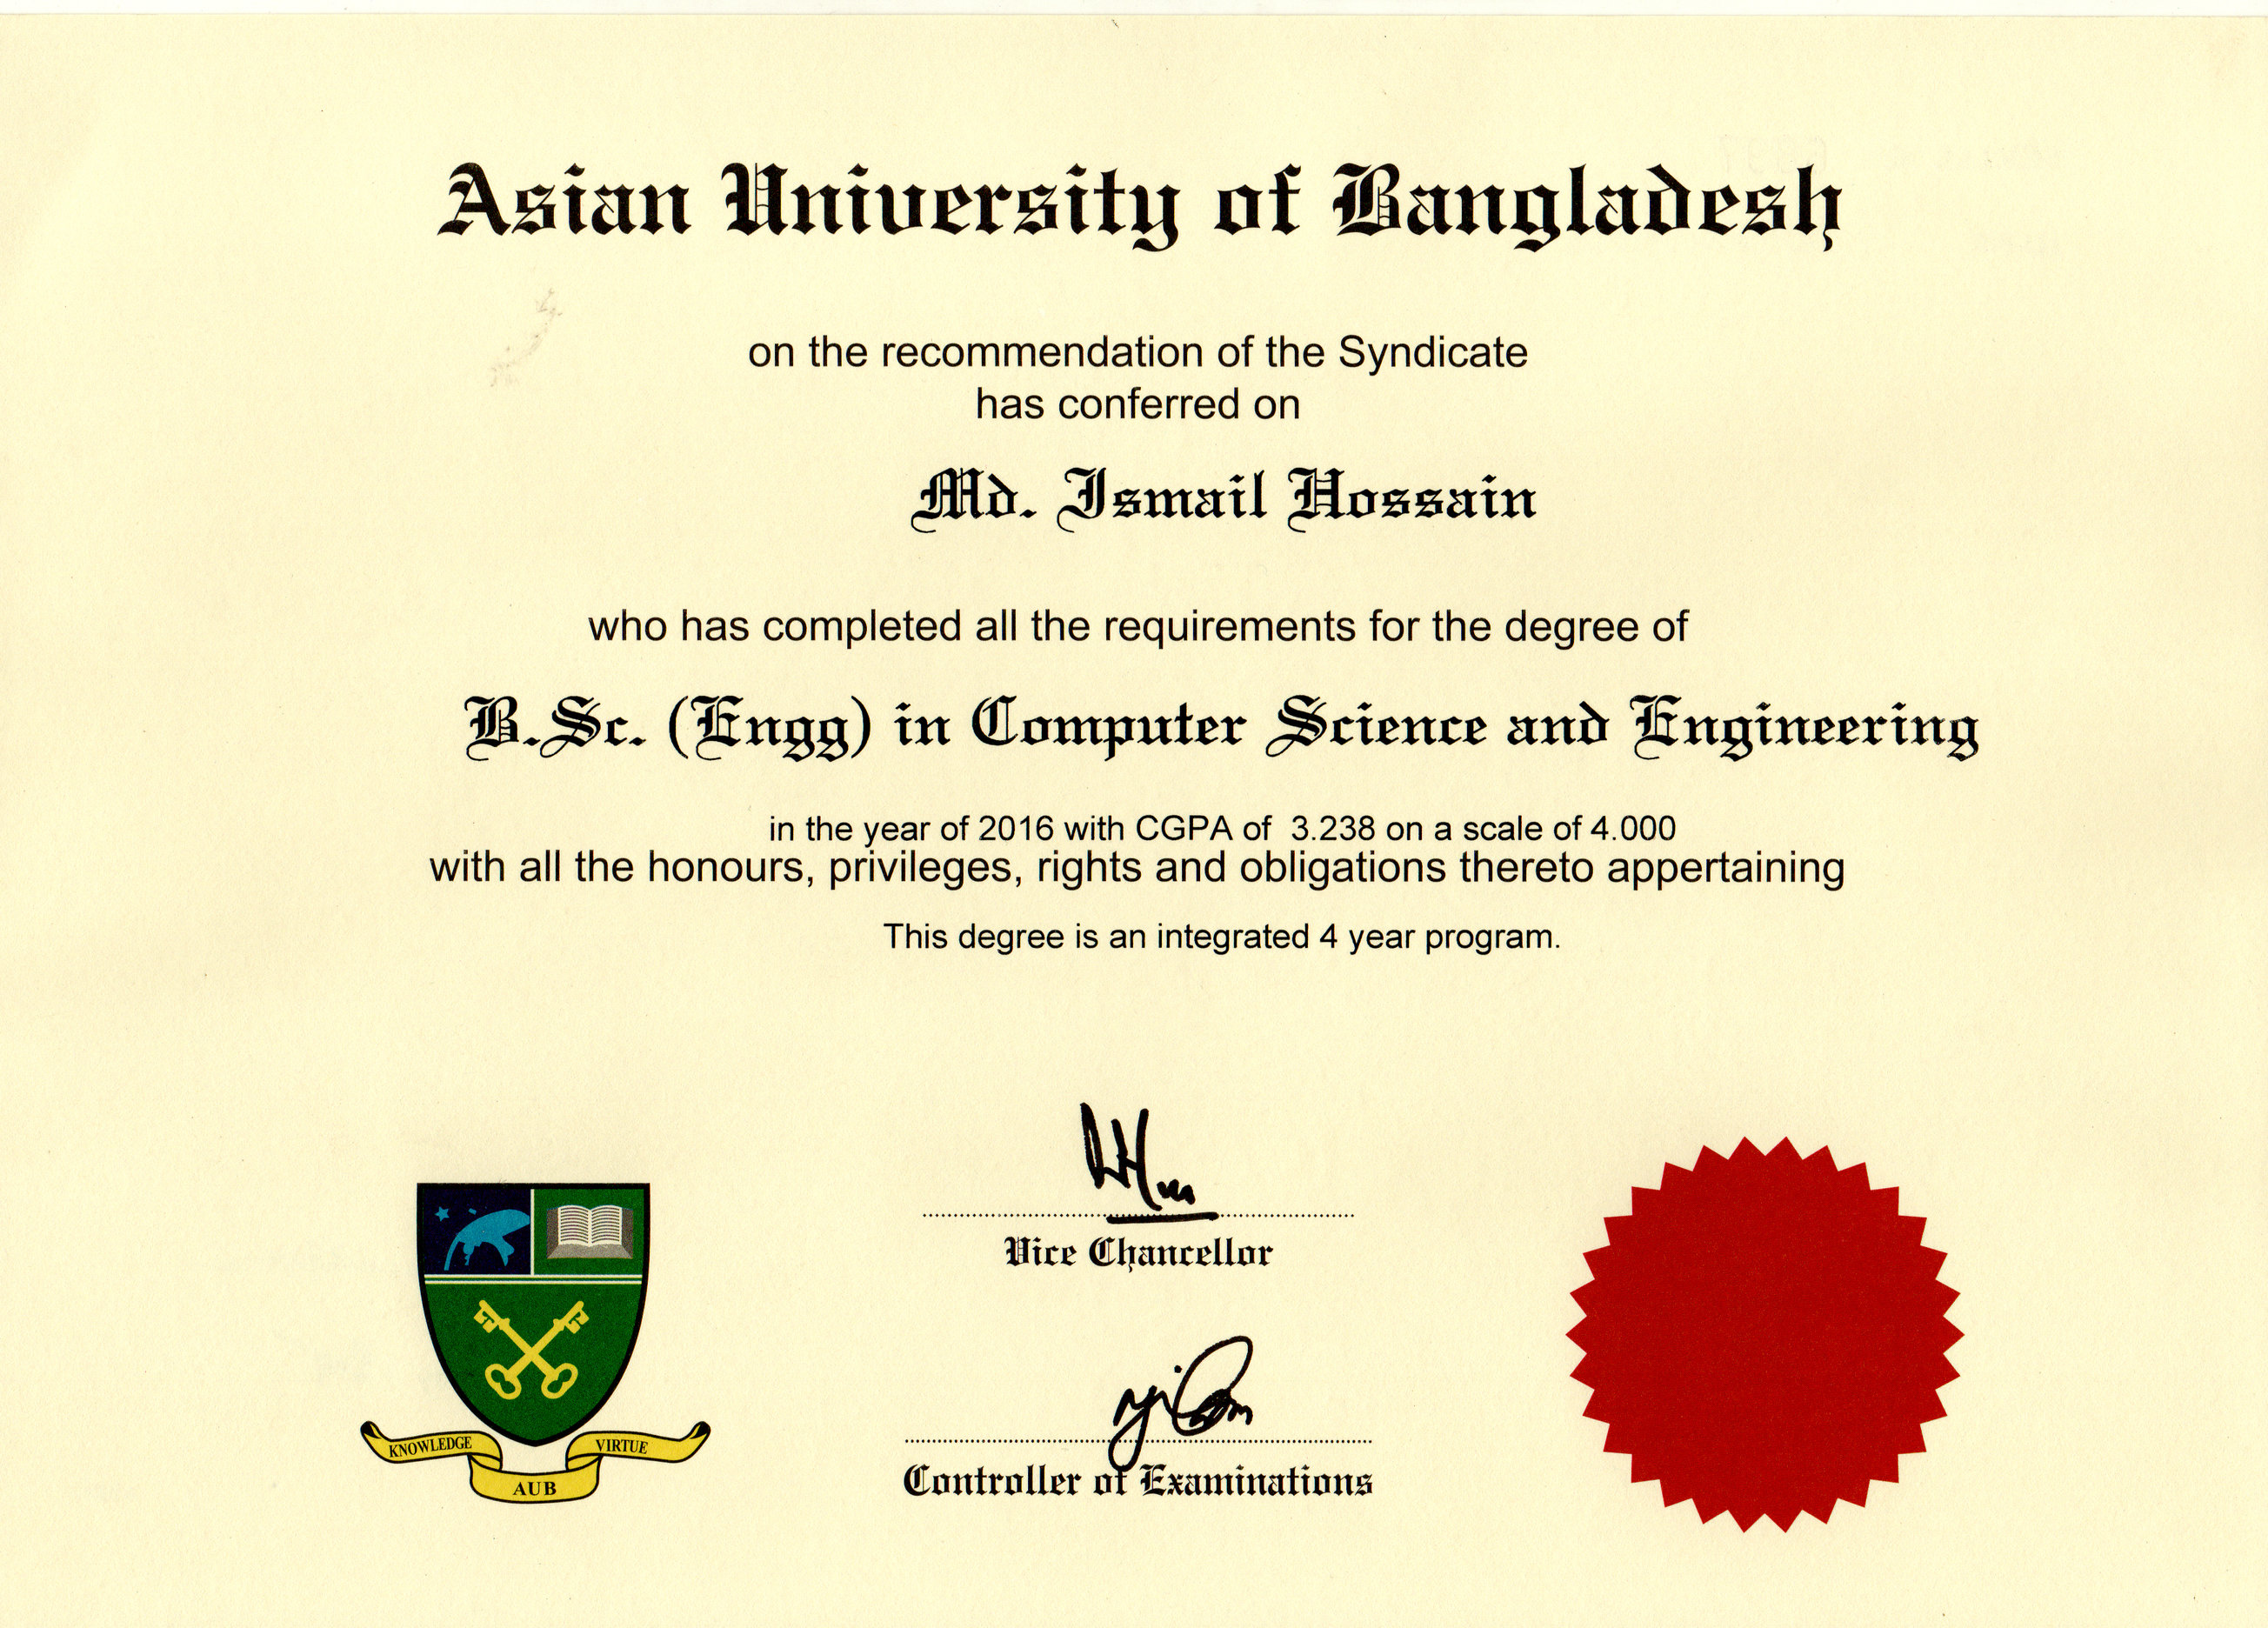 Asian University of Bangladesh
on the recommendation of the Syndicate
has conferred on
Md. Ismail Hossain
who has completed all the requirements for the degree of
B.Sc. (Engg) in Computer Science and Engineering
in the year of 2016 with CGPA of 3.238 on a scale of 4.000
with all the honours, privileges, rights and obligations thereto appertaining
This degree is an integrated 4 year program.
Vice Chancellor
Controller of Examinations
KNOWLEDGE VIRTUE
AUB